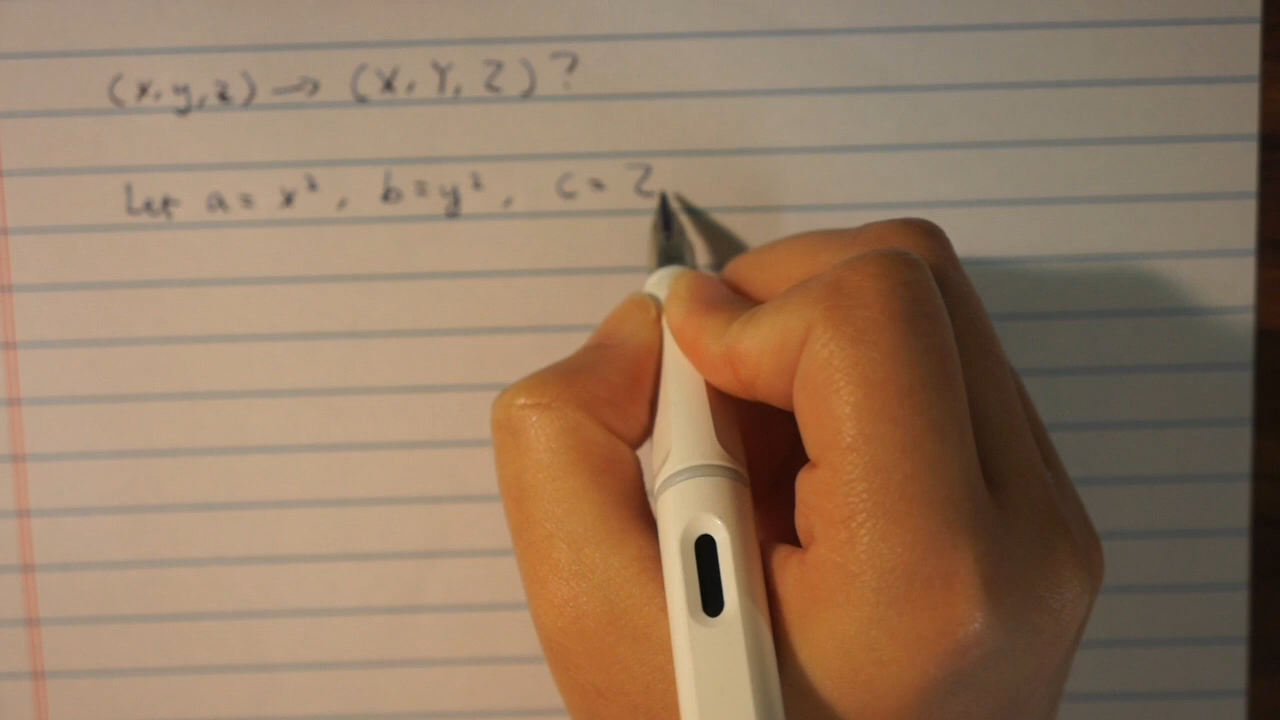 (x,y,z) → (X,Y,Z)?
Let a = x², b = y², c = z